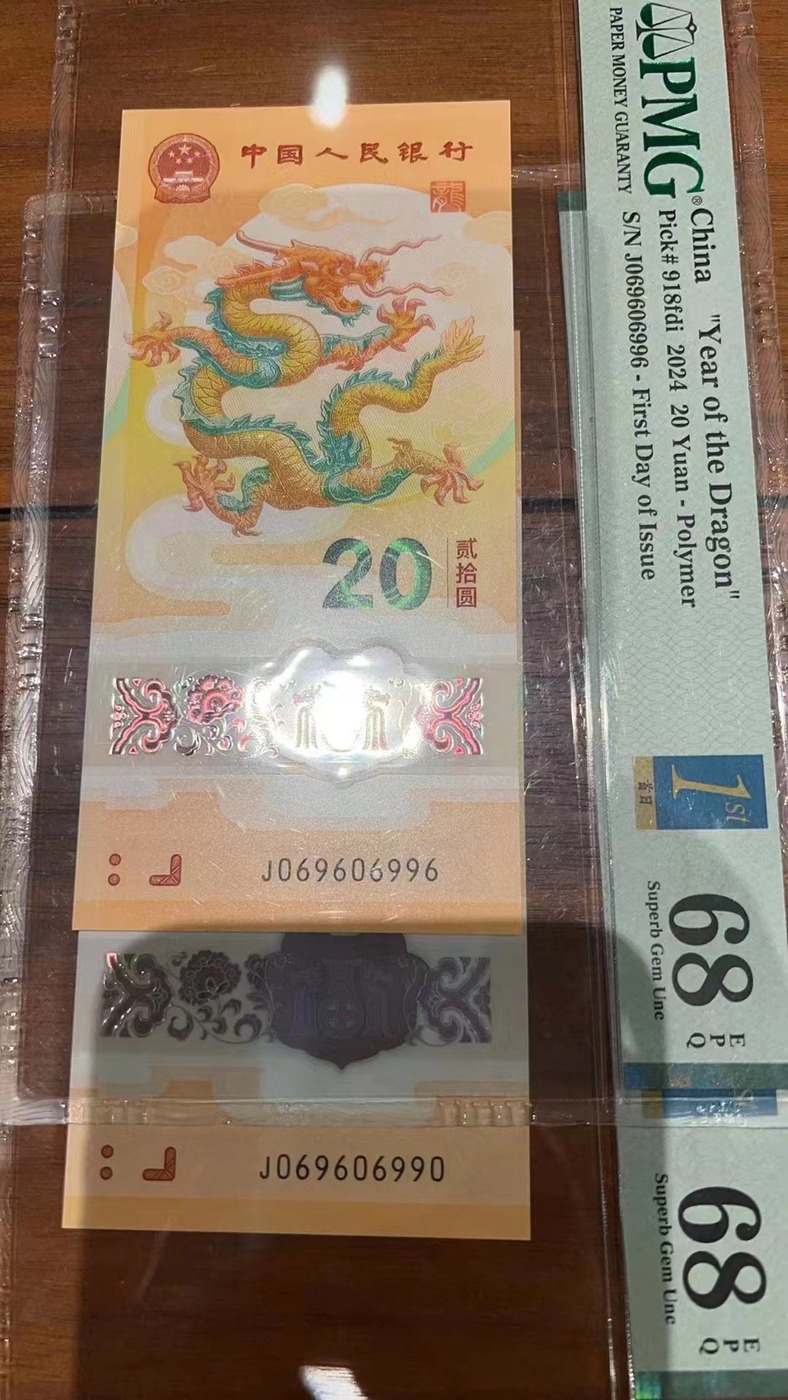 中国人民银行
龍
20
贰拾圆
J069606996
J069606990
PMG
PAPER MONEY GUARANTY
China "Year of the Dragon"
Pick# 918fdi 2024 20 Yuan - Polymer
S/N J069606996 - First Day of Issue
1st
首日
68 EPQ
Superb Gem Unc
68 EPQ
Superb Gem Unc